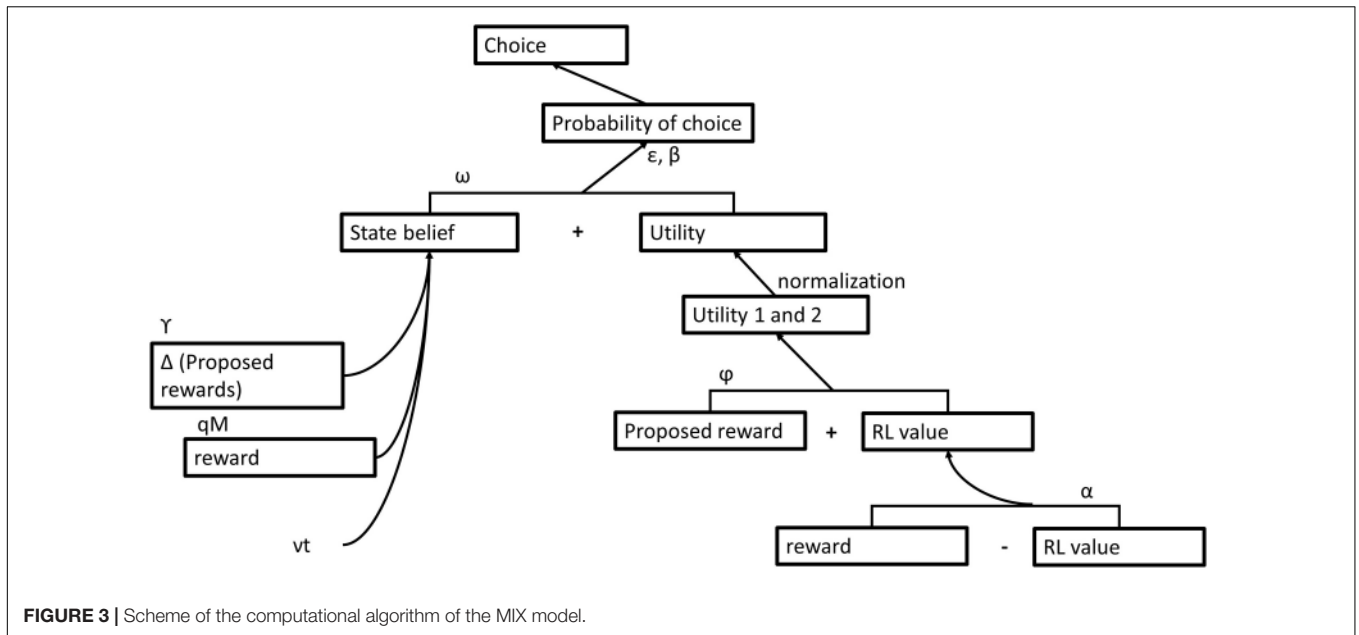 Choice
Probability of choice
ε, β
ω
State belief
+
Utility
normalization
Utility 1 and 2
ϒ
Δ (Proposed
rewards)
qM
reward
vt
φ
Proposed reward
+
RL value
α
reward
-
RL value
FIGURE 3 | Scheme of the computational algorithm of the MIX model.